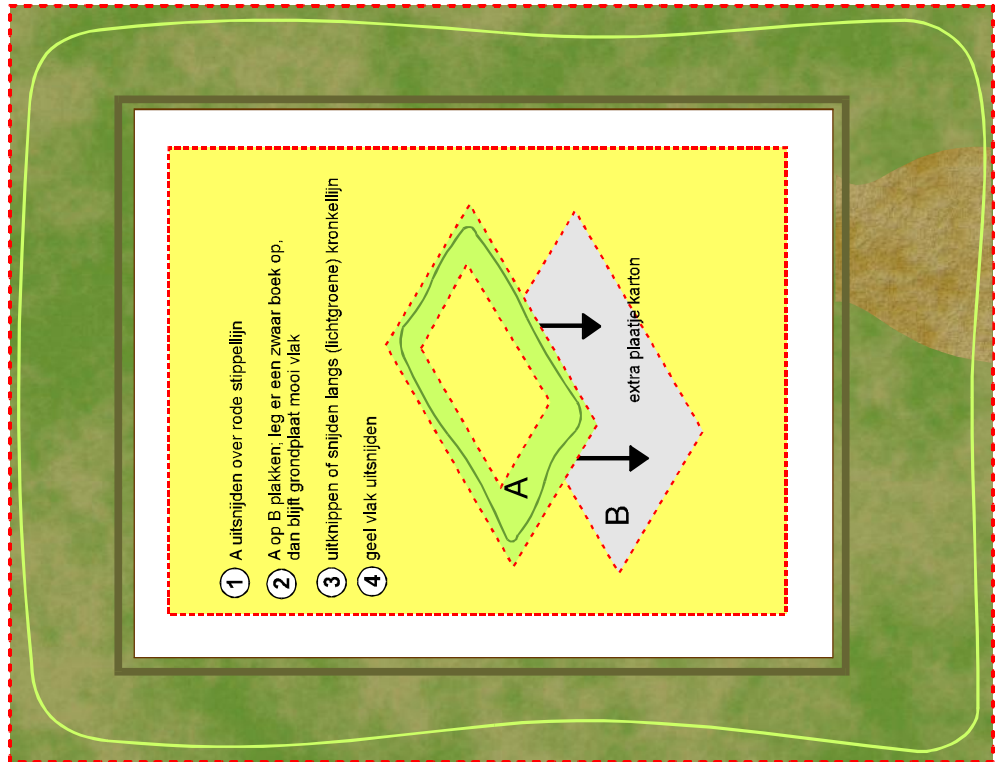 1 A uitsnijden over rode stippellijn
2 A op B plakken; leg er een zwaar boek op,
dan blijft grondplaat mooi vlak
3 uitknippen of snijden langs (lichtgroene) kronkellijn
4 geel vlak uitsnijden
A
B
extra plaatje karton